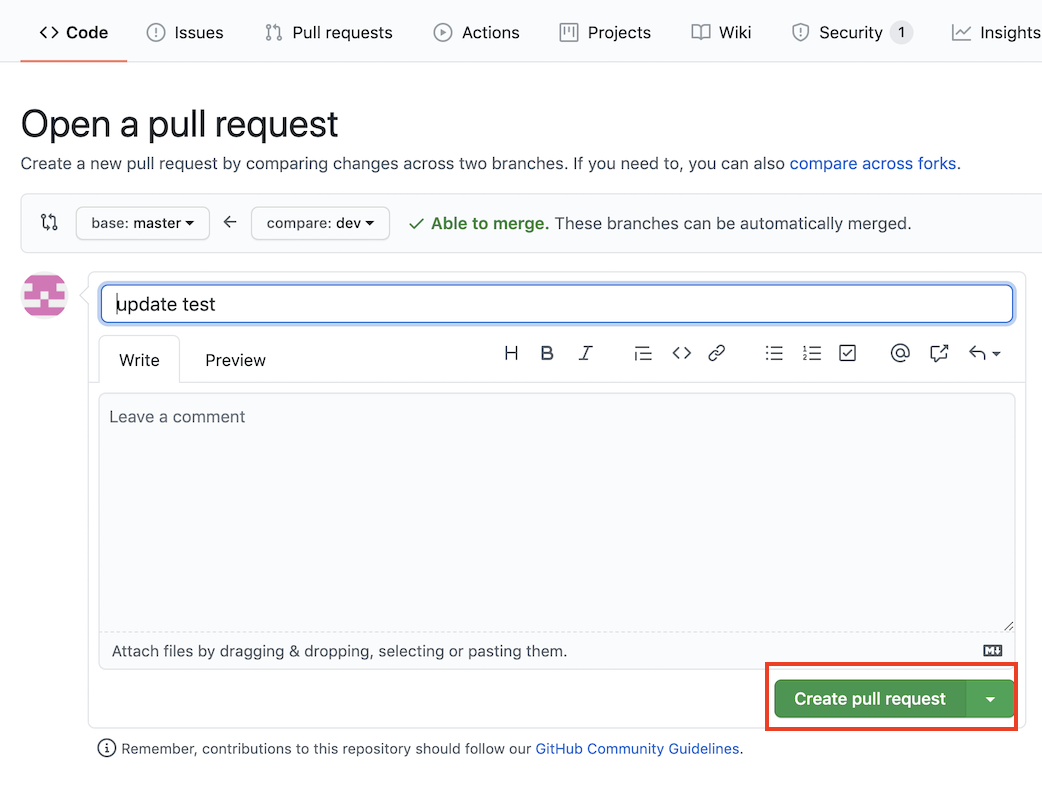 Code Issues Pull requests Actions Projects Wiki Security 1 Insights
Open a pull request
Create a new pull request by comparing changes across two branches. If you need to, you can also compare across forks.
base: master compare: dev Able to merge. These branches can be automatically merged.
update test
Write Preview H B I
Leave a comment
Attach files by dragging & dropping, selecting or pasting them.
Create pull request
Remember, contributions to this repository should follow our GitHub Community Guidelines.